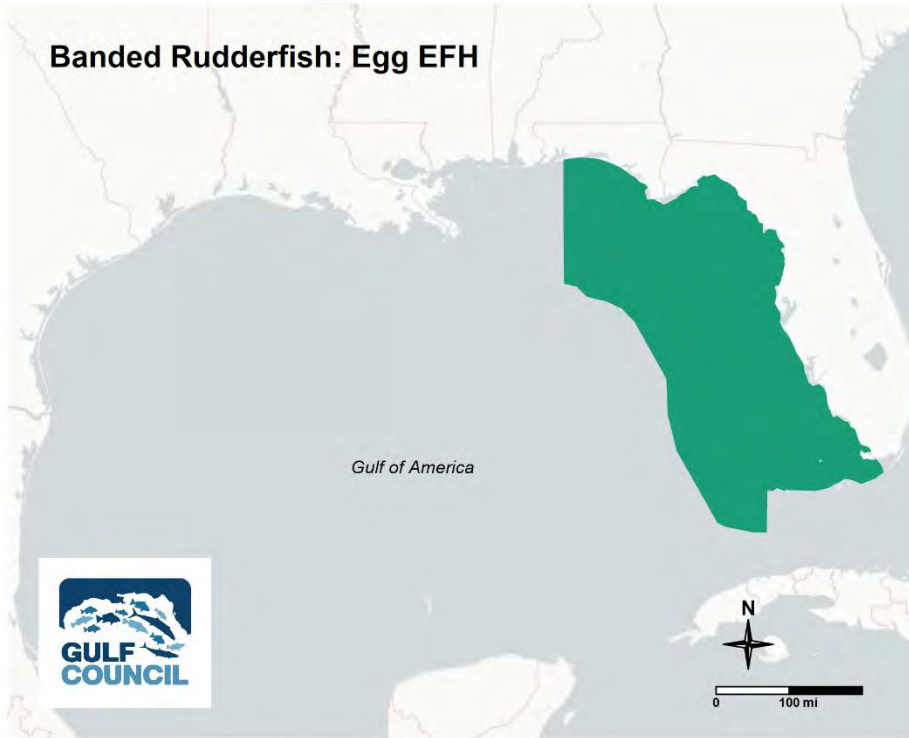 Banded Rudderfish: Egg EFH
Gulf of America
GULF
COUNCIL
N
0 100 mi